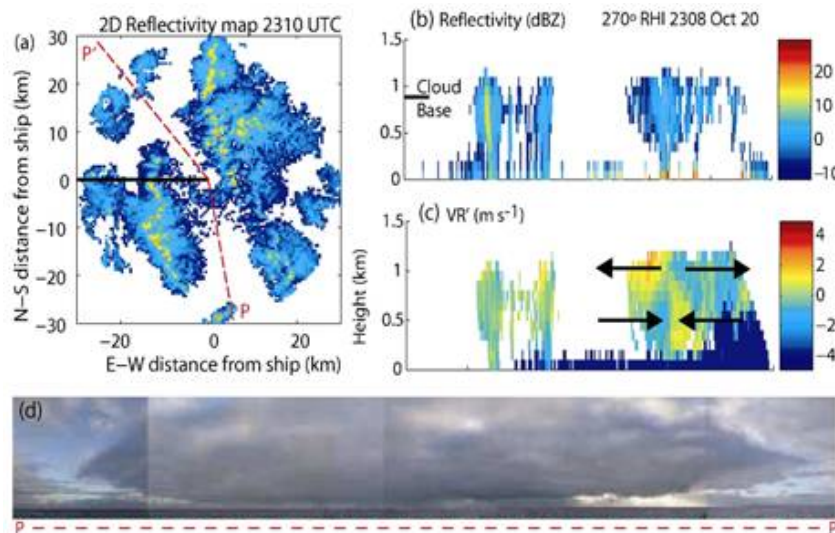 2D Reflectivity map 2310 UTC
(a)
P'
P
N–S distance from ship (km)
30
20
10
0
−10
−20
−30
−20
0
20
E–W distance from ship (km)
(b) Reflectivity (dBZ) 270º RHI 2308 Oct 20
1.5
1
0.5
0
Cloud
Base
20
10
0
−10
(c) VR' (m s⁻¹)
1.5
1
0.5
0
Height (km)
4
2
0
−2
−4
(d)
P